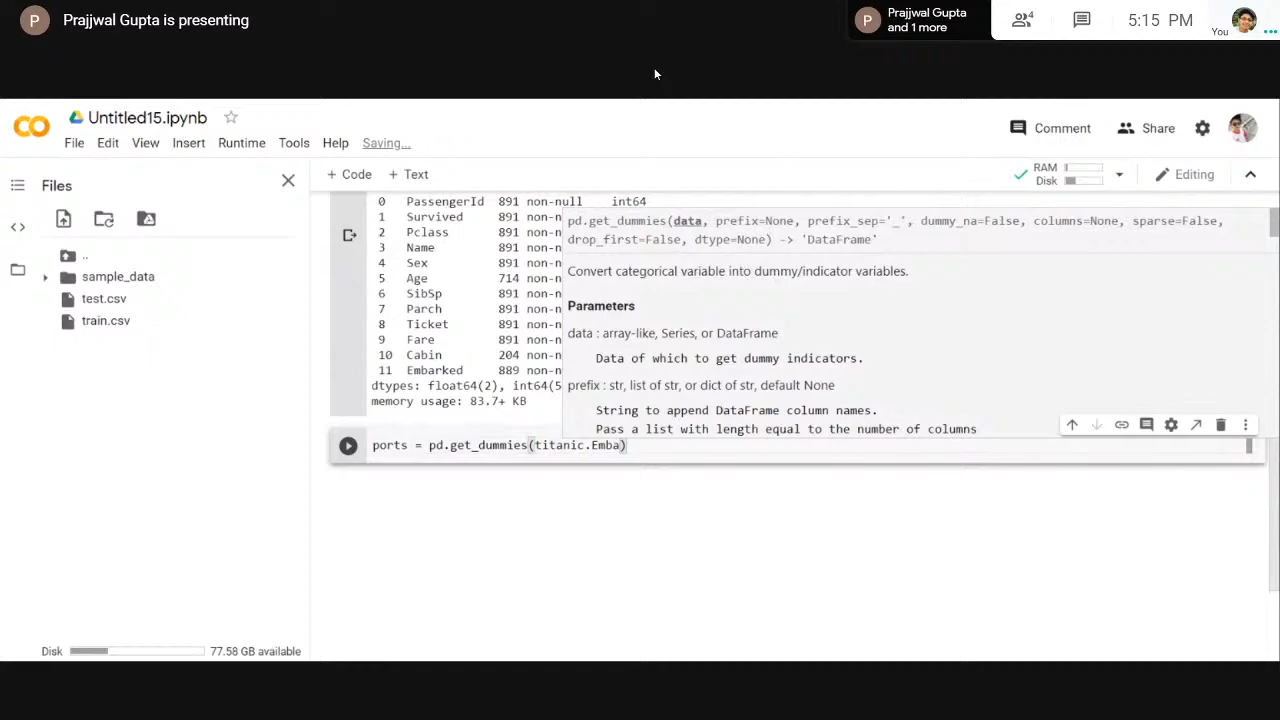 P Prajjwal Gupta is presenting
P Prajjwal Gupta
and 1 more
4
5:15 PM
You
Untitled15.ipynb
File Edit View Insert Runtime Tools Help Saving...
Comment
Share
Files
+ Code + Text
RAM
Disk
Editing
..
sample_data
test.csv
train.csv
Disk 77.58 GB available
0 PassengerId 891 non-null int64
1 Survived 891 non-n
2 Pclass 891 non-n
3 Name 891 non-n
4 Sex 891 non-n
5 Age 714 non-n
6 SibSp 891 non-n
7 Parch 891 non-n
8 Ticket 891 non-n
9 Fare 891 non-n
10 Cabin 204 non-n
11 Embarked 889 non-n
dtypes: float64(2), int64(5
memory usage: 83.7+ KB
pd.get_dummies(data, prefix=None, prefix_sep='_', dummy_na=False, columns=None, sparse=False,
drop_first=False, dtype=None) -> 'DataFrame'
Convert categorical variable into dummy/indicator variables.
Parameters
data : array-like, Series, or DataFrame
Data of which to get dummy indicators.
prefix : str, list of str, or dict of str, default None
String to append DataFrame column names.
Pass a list with length equal to the number of columns
ports = pd.get_dummies(titanic.Emba)